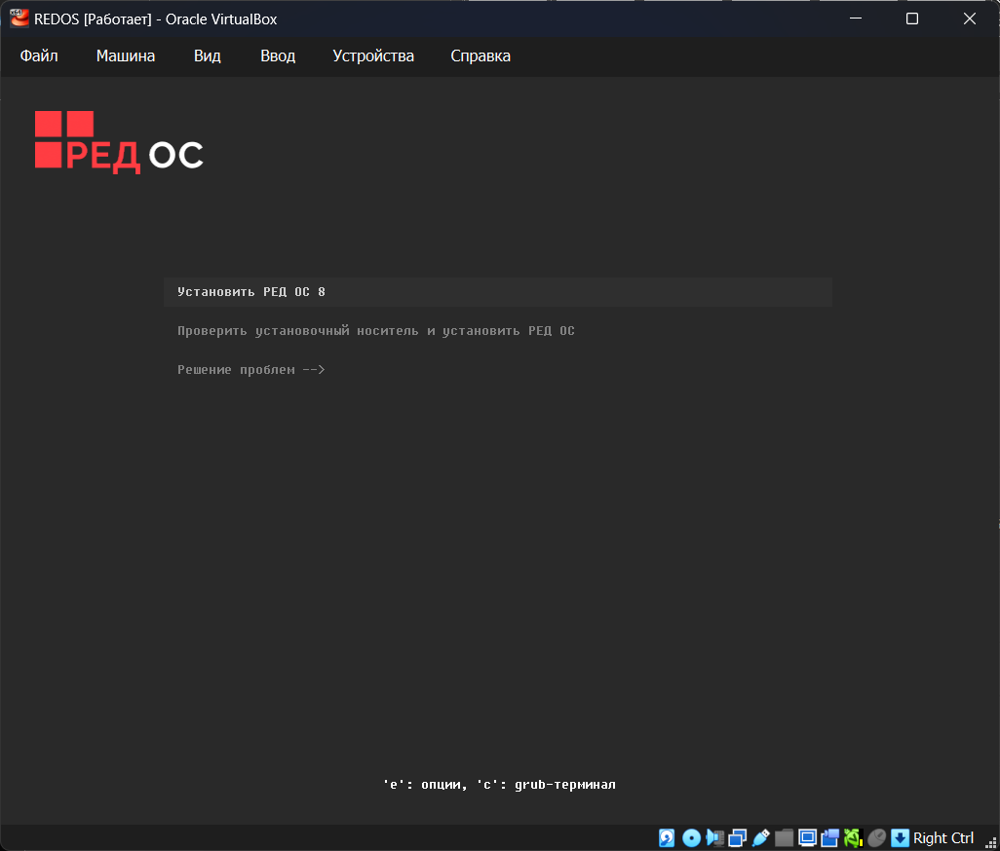 REDOS [Работает] - Oracle VirtualBox
Файл Машина Вид Ввод Устройства Справка
РЕД ОС
Установить РЕД ОС 8
Проверить установочный носитель и установить РЕД ОС
Решение проблем -->
'e': опции, 'c': grub-терминал
Right Ctrl